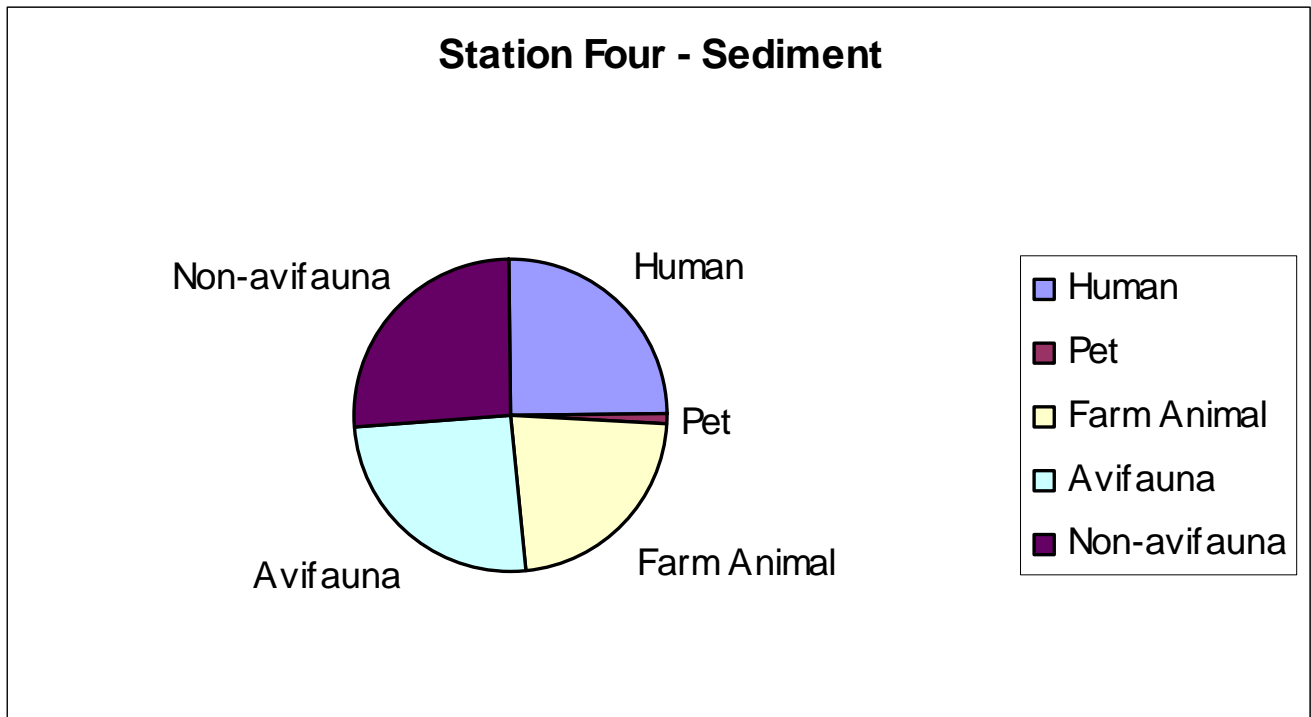 Station Four - Sediment
Non-avifauna
Human
Pet
Farm Animal
Avifauna
Human
Pet
Farm Animal
Avifauna
Non-avifauna